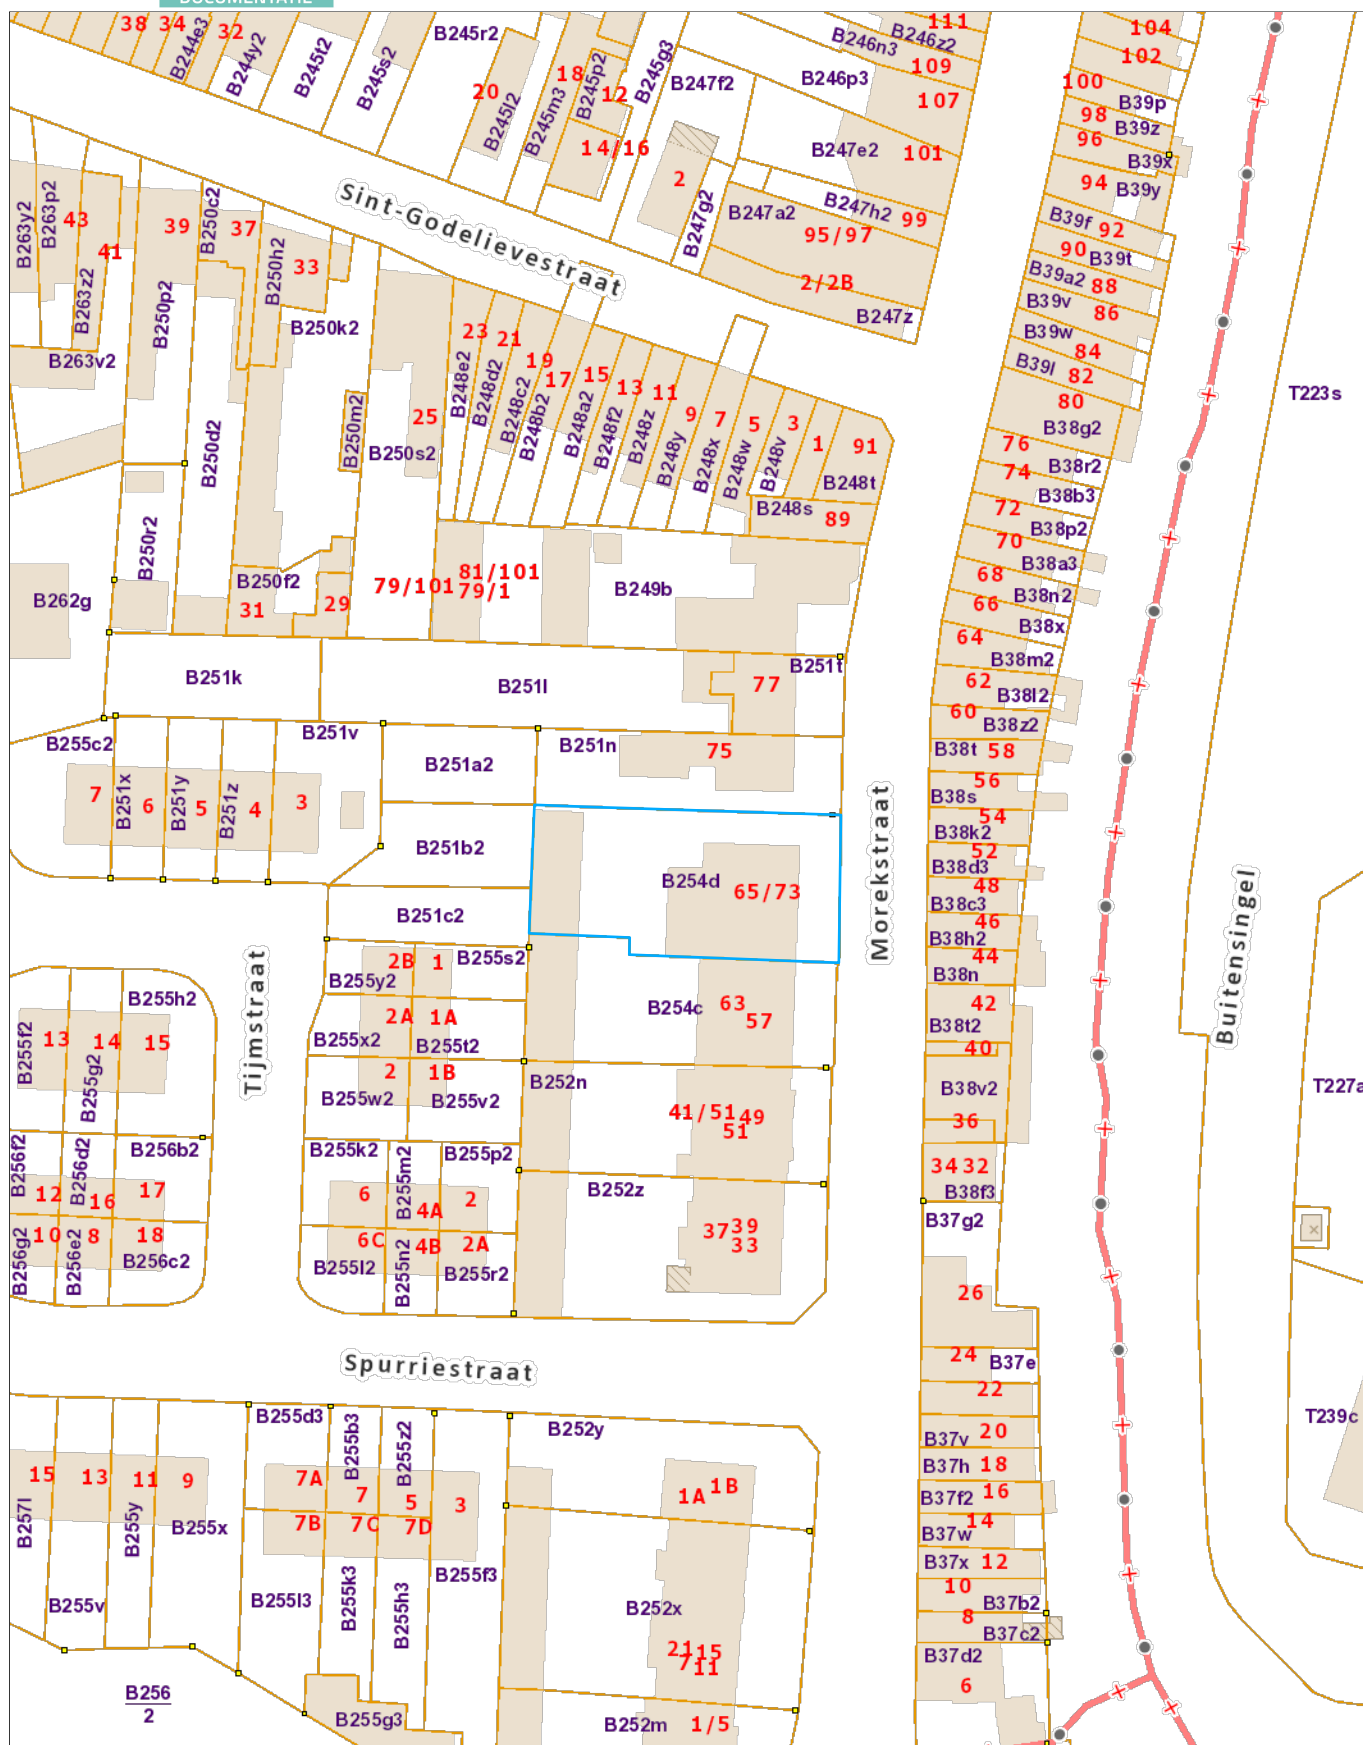 DOCUMENTATIE
38
34
B244e3
32
B244y2
B245t2
B245s2
B245r2
20
B245l2
B245m3
18
B245p2
12
14/16
B245g3
B247f2
2
B247g2
B246n3
111
B246z2
109
B246p3
107
B247e2
101
B247h2
99
B247a2
95/97
2/2B
B247z
104
102
100
B39p
98
B39z
96
B39x
94
B39y
B39f
92
90
B39t
B39a2
88
B39v
86
B39w
84
B39l
82
80
B38g2
76
B38r2
74
B38b3
72
B38p2
70
B38a3
68
B38n2
66
B38x
64
B38m2
62
B38l2
60
B38z2
B38t
58
56
B38s
54
B38k2
52
B38d3
48
B38c3
46
B38h2
44
B38n
42
B38t2
40
B38v2
36
34
32
B38f3
B37g2
26
24
B37e
22
B37v
20
B37h
18
B37f2
16
14
B37w
B37x
12
10
B37b2
8
B37c2
B37d2
6
T223s
T227a
T239c
Buitensingel
Morekstraat
Sint-Godelievestraat
B263y2
B263p2
43
41
B263z2
B263v2
39
B250p2
B250c2
37
B250h2
33
B250k2
B250d2
B250m2
25
B250s2
23
B248e2
21
B248d2
19
B248c2
17
B248b2
15
B248a2
13
B248f2
11
B248z
9
B248y
7
B248x
5
B248w
3
B248v
1
91
B248t
B248s
89
B250r2
B262g
B250f2
31
29
79/101
81/101
79/1
B249b
B251k
B251l
B251t
77
B251v
B251a2
B251n
75
B255c2
7
B251x
6
B251y
5
B251z
4
3
B251b2
B251c2
B254d
65/73
Tijmstraat
2B
1
B255s2
B255y2
2A
1A
B255x2
B255t2
2
1B
B255w2
B255v2
B254c
63
57
B252n
41/51
49
51
B255h2
B255f2
13
14
B255g2
15
B256f2
B256d2
B256b2
12
16
17
10
8
18
B256g2
B256e2
B256c2
B255k2
B255m2
B255p2
6
4A
2
6C
4B
2A
B255l2
B255n2
B255r2
B252z
37
39
33
Spurriestraat
15
13
11
9
B257l
B255y
B255x
B255v
B255d3
B255b3
B255z2
7A
7
5
3
7B
7C
7D
B255l3
B255k3
B255h3
B255f3
B255g3
B256
2
B252y
1A
1B
B252x
21
15
7
11
B252m
1/5